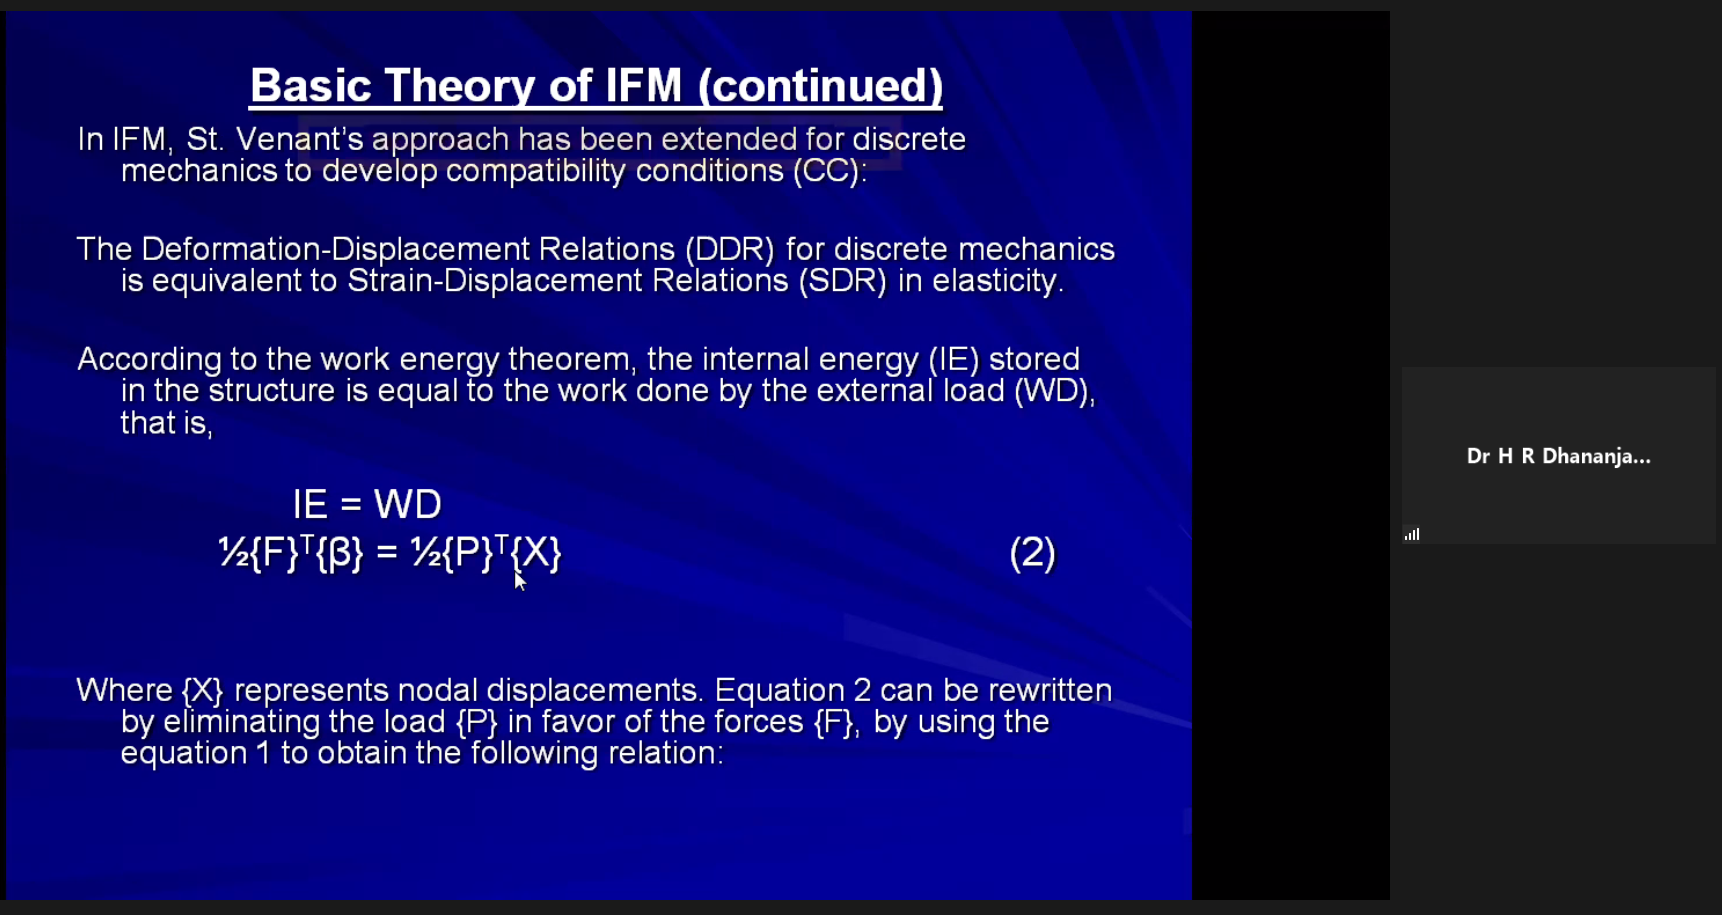 Basic Theory of IFM (continued)
In IFM, St. Venant's approach has been extended for discrete
mechanics to develop compatibility conditions (CC):
The Deformation-Displacement Relations (DDR) for discrete mechanics
is equivalent to Strain-Displacement Relations (SDR) in elasticity.
According to the work energy theorem, the internal energy (IE) stored
in the structure is equal to the work done by the external load (WD),
that is,
IE = WD
½{F}ᵀ{β} = ½{P}ᵀ{X} (2)
Where {X} represents nodal displacements. Equation 2 can be rewritten
by eliminating the load {P} in favor of the forces {F}, by using the
equation 1 to obtain the following relation:
Dr H R Dhananja...